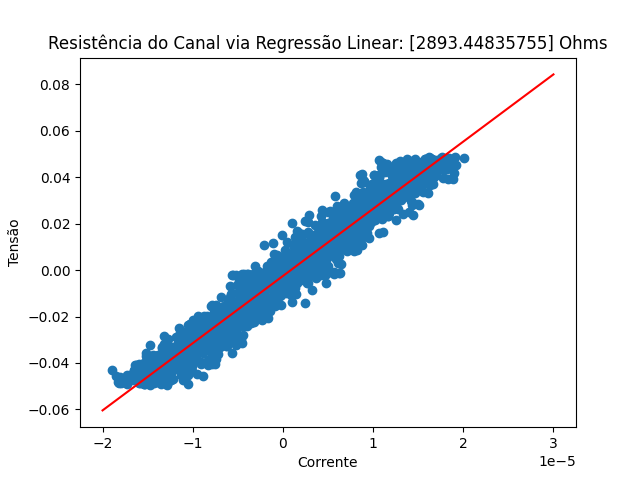 Resistência do Canal via Regressão Linear: [2893.44835755] Ohms
0.08
0.06
0.04
0.02
0.00
−0.02
−0.04
−0.06
Tensão
−2 −1 0 1 2 3
1e−5
Corrente